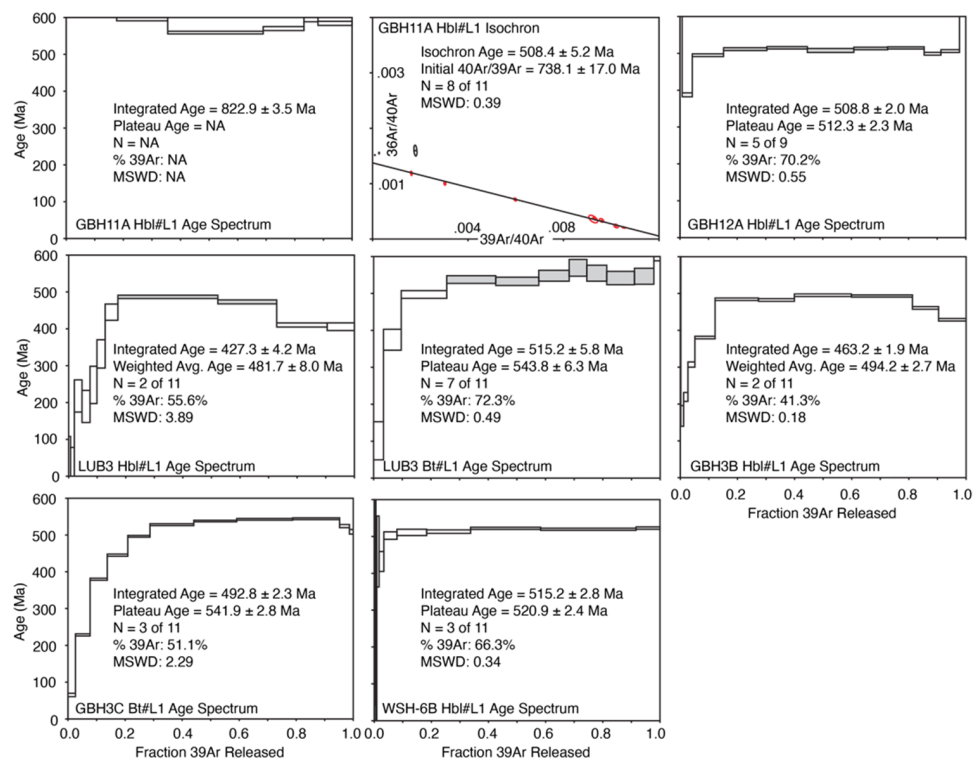 600
500
400
300
200
100
0
Age (Ma)
Integrated Age = 822.9 ± 3.5 Ma
Plateau Age = NA
N = NA
% 39Ar: NA
MSWD: NA
GBH11A Hbl#L1 Age Spectrum
GBH11A Hbl#L1 Isochron
Isochron Age = 508.4 ± 5.2 Ma
Initial 40Ar/39Ar = 738.1 ± 17.0 Ma
N = 8 of 11
MSWD: 0.39
.003
.001
36Ar/40Ar
.004
.008
39Ar/40Ar
Integrated Age = 508.8 ± 2.0 Ma
Plateau Age = 512.3 ± 2.3 Ma
N = 5 of 9
% 39Ar: 70.2%
MSWD: 0.55
GBH12A Hbl#L1 Age Spectrum
600
500
400
300
200
100
0
Age (Ma)
Integrated Age = 427.3 ± 4.2 Ma
Weighted Avg. Age = 481.7 ± 8.0 Ma
N = 2 of 11
% 39Ar: 55.6%
MSWD: 3.89
LUB3 Hbl#L1 Age Spectrum
Integrated Age = 515.2 ± 5.8 Ma
Plateau Age = 543.8 ± 6.3 Ma
N = 7 of 11
% 39Ar: 72.3%
MSWD: 0.49
LUB3 Bt#L1 Age Spectrum
Integrated Age = 463.2 ± 1.9 Ma
Weighted Avg. Age = 494.2 ± 2.7 Ma
N = 2 of 11
% 39Ar: 41.3%
MSWD: 0.18
GBH3B Hbl#L1 Age Spectrum
0.0 0.2 0.4 0.6 0.8 1.0
Fraction 39Ar Released
600
500
400
300
200
100
0
Age (Ma)
Integrated Age = 492.8 ± 2.3 Ma
Plateau Age = 541.9 ± 2.8 Ma
N = 3 of 11
% 39Ar: 51.1%
MSWD: 2.29
GBH3C Bt#L1 Age Spectrum
0.0 0.2 0.4 0.6 0.8 1.0
Fraction 39Ar Released
Integrated Age = 515.2 ± 2.8 Ma
Plateau Age = 520.9 ± 2.4 Ma
N = 3 of 11
% 39Ar: 66.3%
MSWD: 0.34
WSH-6B Hbl#L1 Age Spectrum
0.0 0.2 0.4 0.6 0.8 1.0
Fraction 39Ar Released